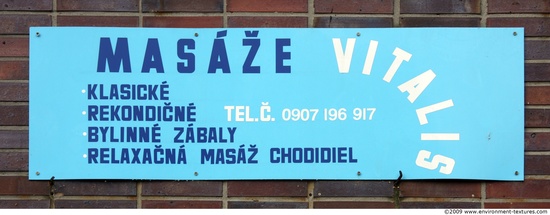 MASÁŽE VITALIS
KLASICKÉ
REKONDIČNÉ TEL.Č. 0907 196 917
BYLINNÉ ZÁBALY
RELAXAČNÁ MASÁŽ CHODIDIEL
©2009 www.environment-textures.com